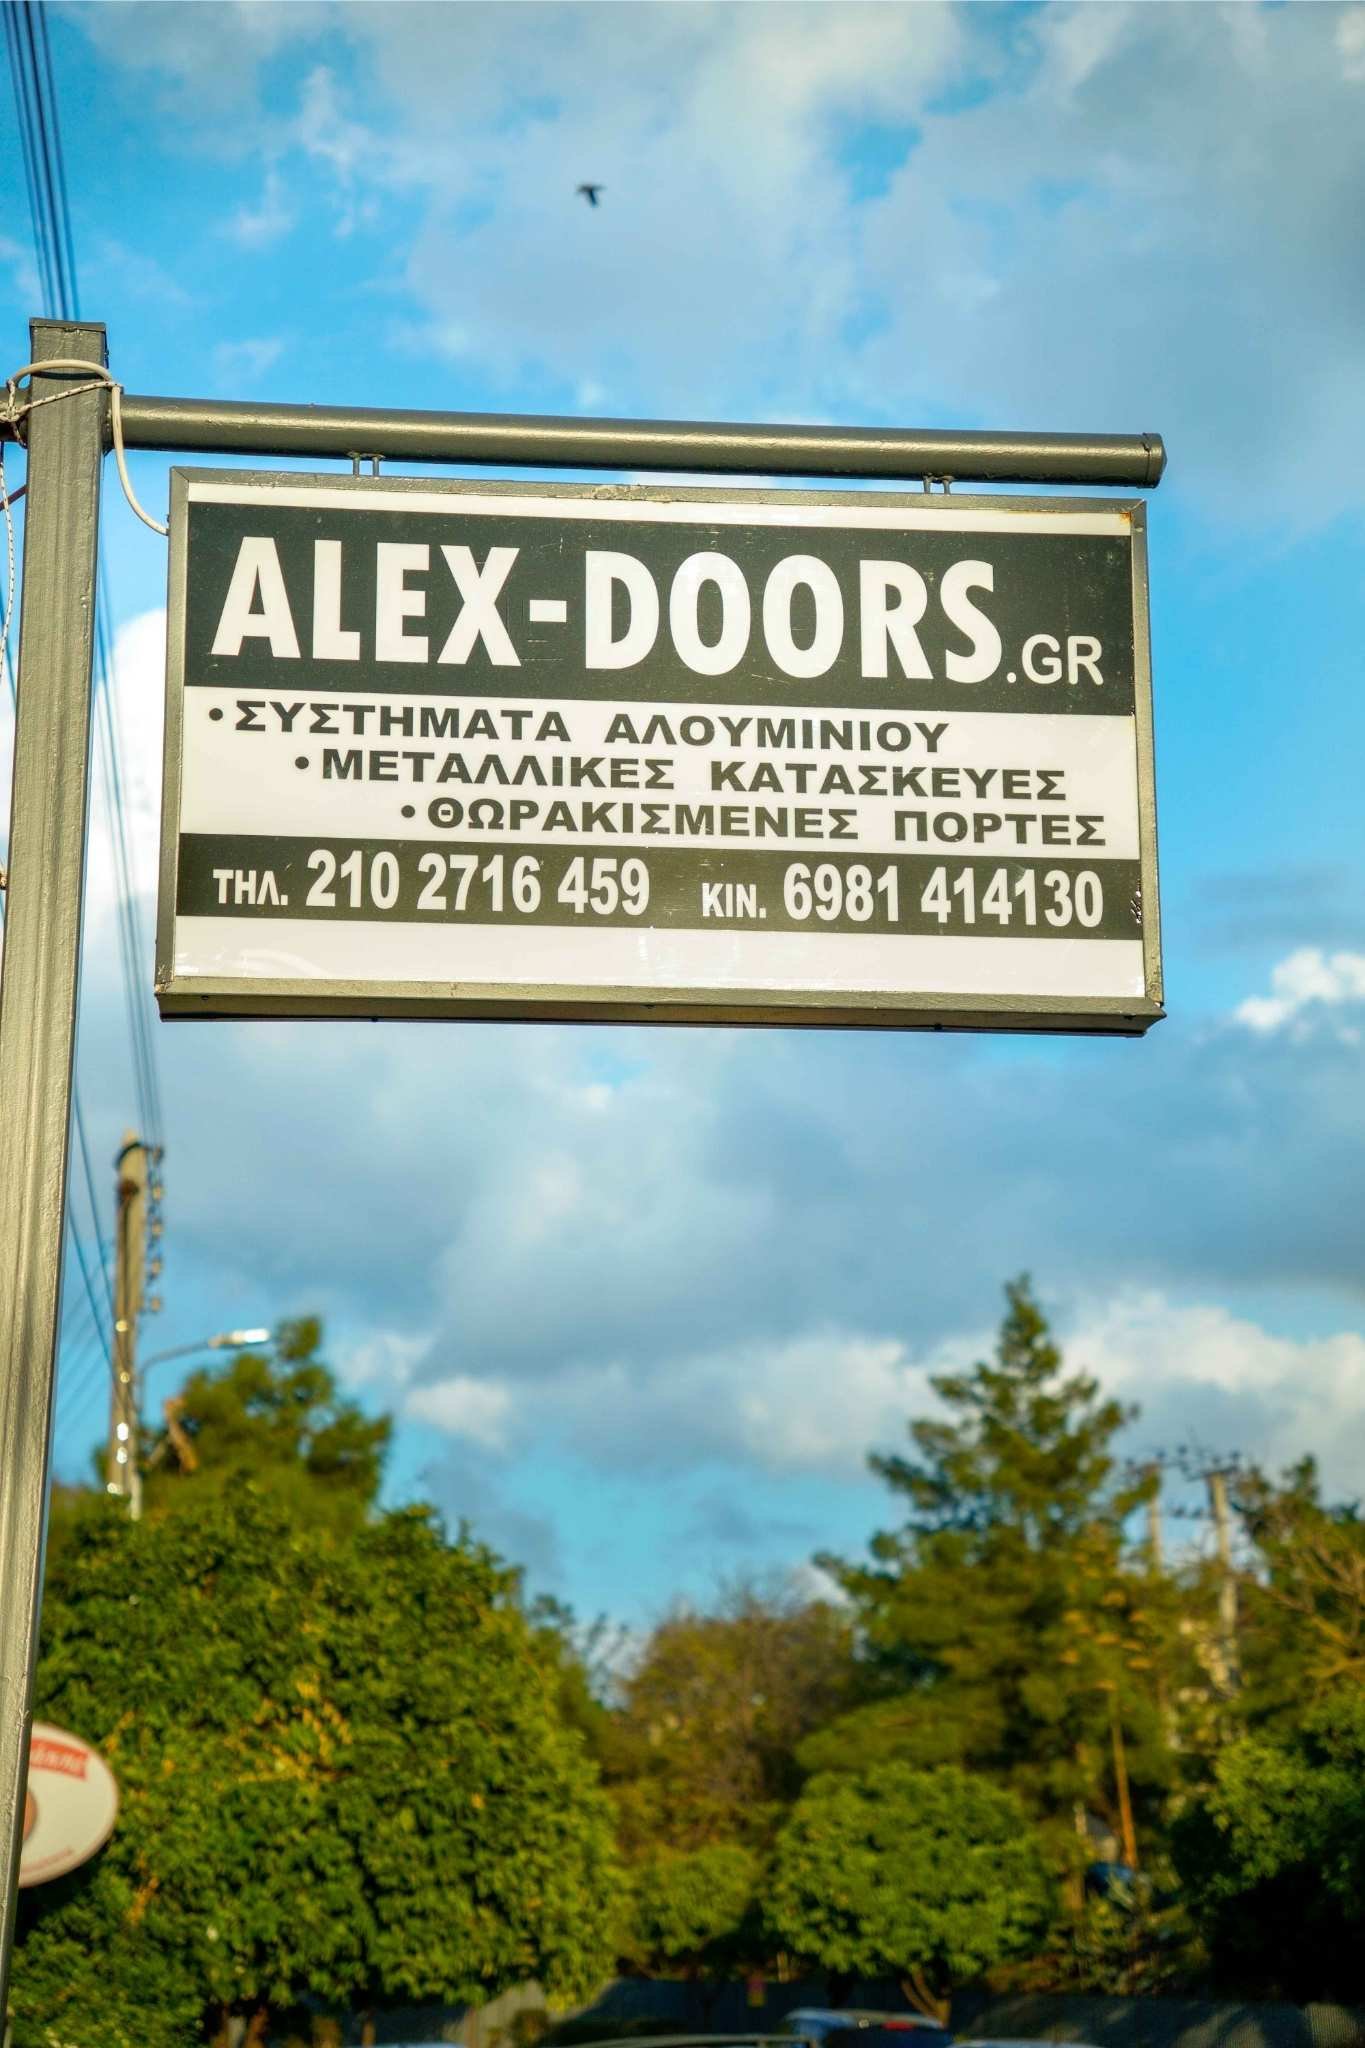 ALEX-DOORS.GR
•ΣΥΣΤΗΜΑΤΑ ΑΛΟΥΜΙΝΙΟΥ
•ΜΕΤΑΛΛΙΚΕΣ ΚΑΤΑΣΚΕΥΕΣ
•ΘΩΡΑΚΙΣΜΕΝΕΣ ΠΟΡΤΕΣ
ΤΗΛ. 210 2716 459 ΚΙΝ. 6981 414130